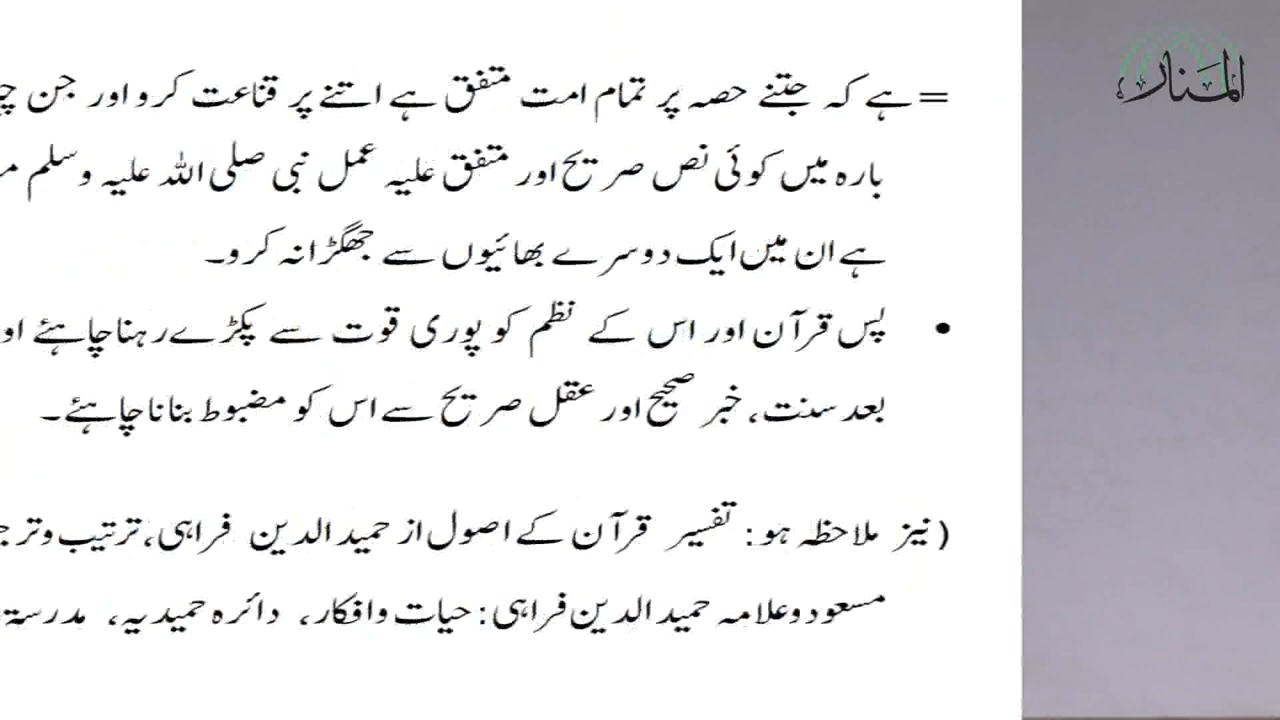 المنار
= ہے کہ جتنے حصہ پر تمام امت متفق ہے اتنے پر قناعت کرو اور جن
بارہ میں کوئی نص صریح اور متفق علیہ عمل نبی صلی اللہ علیہ وسلم
ہے ان میں ایک دوسرے بھائیوں سے جھگڑا نہ کرو۔
• پس قرآن اور اس کے نظم کو پوری قوت سے پکڑے رہنا چاہئے
بعد سنت، خبر صحیح اور عقل صریح سے اس کو مضبوط بنانا چاہئے۔
(نیز ملاحظہ ہو: تفسیر قرآن کے اصول از حمید الدین فراہی، ترتیب و
مسعود و علامہ حمید الدین فراہی: حیات و افکار، دائرہ حمیدیہ،